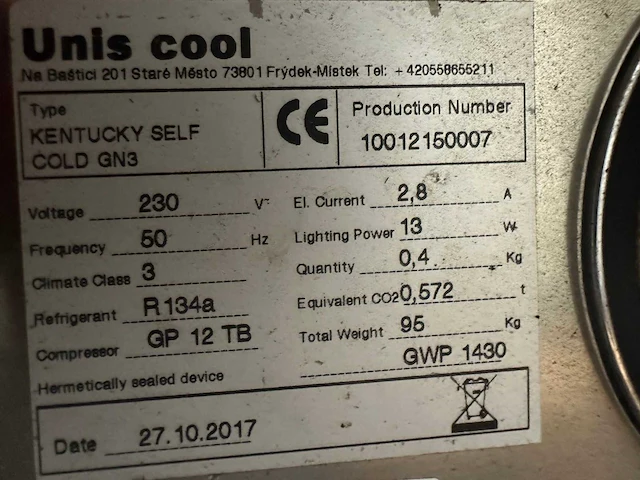 Unis cool
Na Baštici 201 Staré Město 73801 Frýdek-Místek Tel: +420558655211
Type
KENTUCKY SELF
COLD GN3
CE
Production Number
10012150007
Voltage 230 V~
Frequency 50 Hz
Climate Class 3
Refrigerant R134a
Compressor GP 12 TB
Hermetically sealed device
El. Current 2,8 A
Lighting Power 13 W
Quantity 0,4 Kg
Equivalent CO2 0,572 t
Total Weight 95 Kg
GWP 1430
Date 27.10.2017